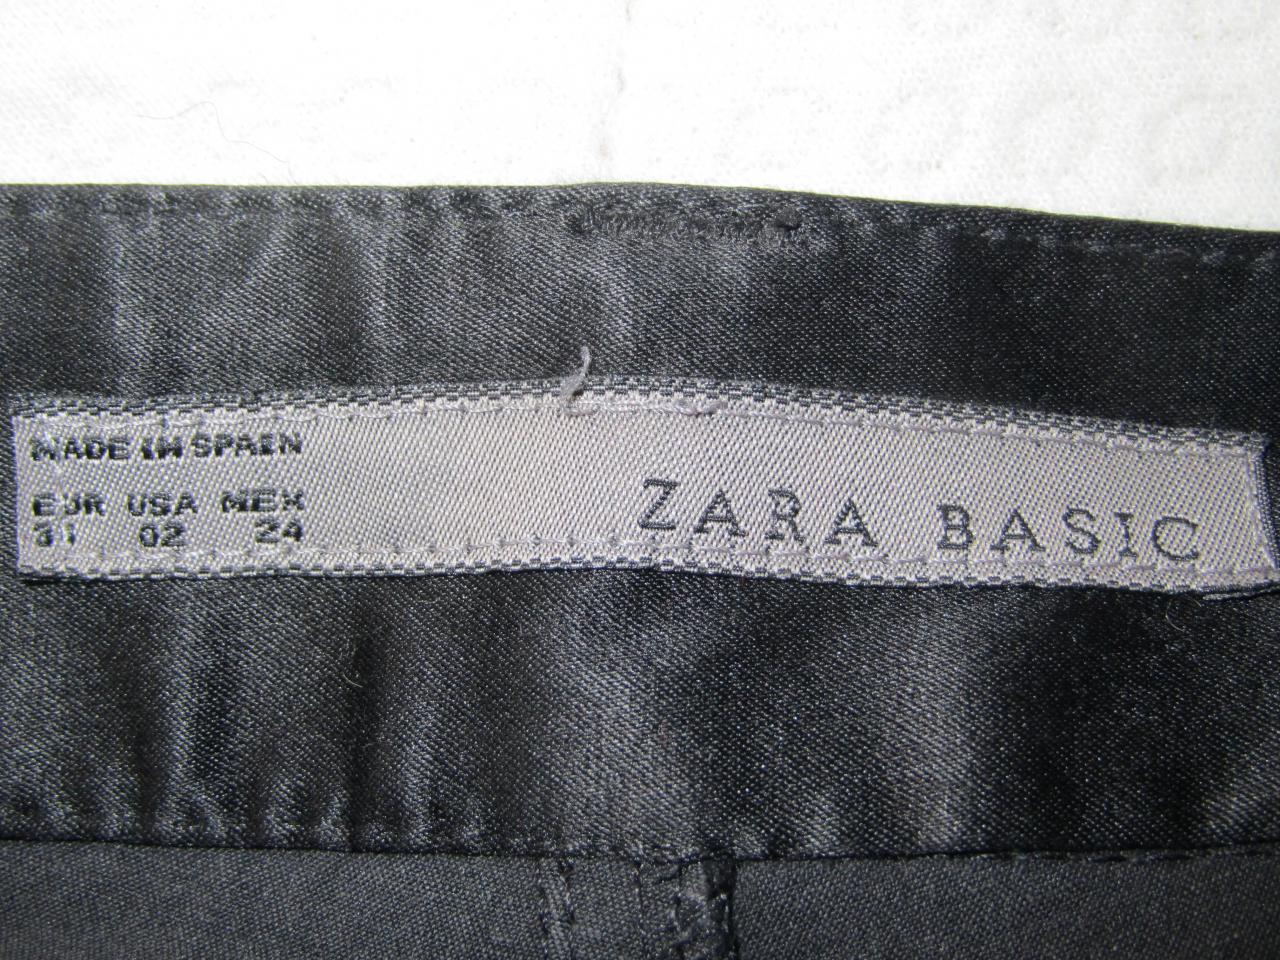 MADE IN SPAIN
EUR USA MEX
31 02 24
ZARA BASIC